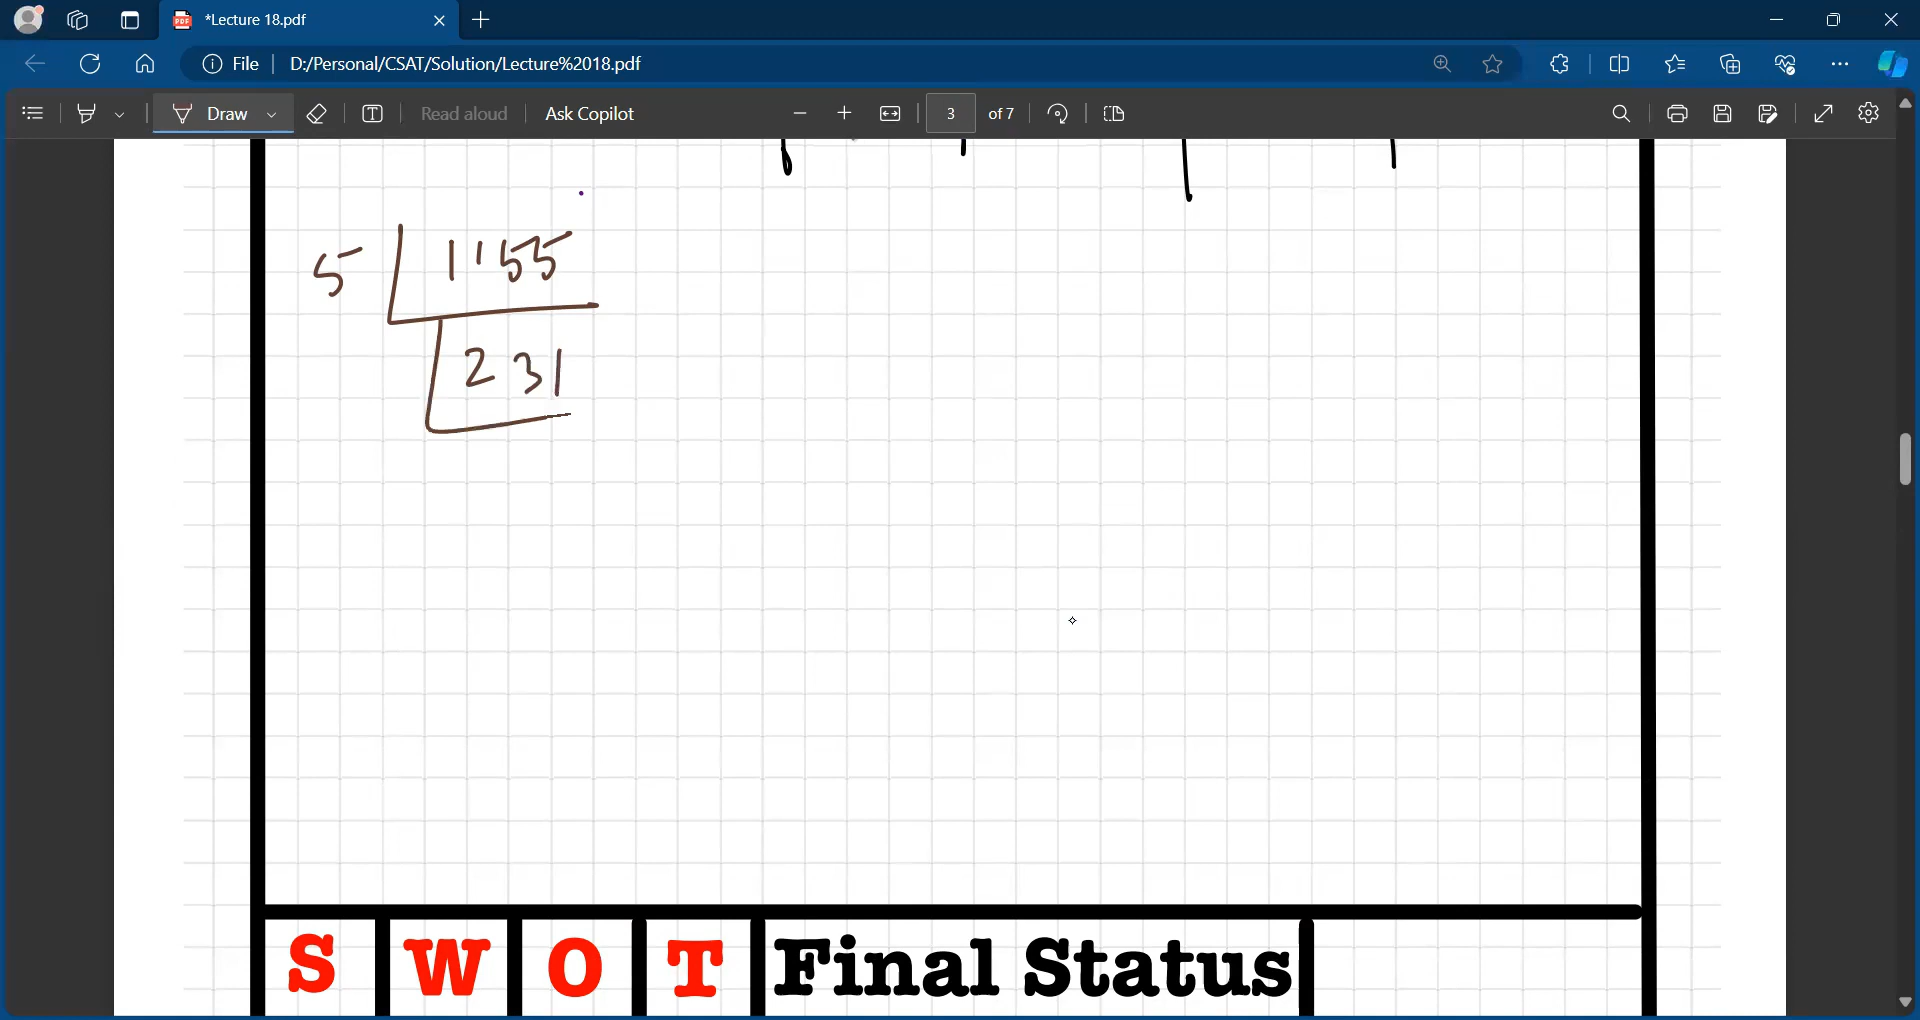 *Lecture 18.pdf
File D:/Personal/CSAT/Solution/Lecture%2018.pdf
Draw Read aloud Ask Copilot 3 of 7
5 1155
231
S W O T Final Status